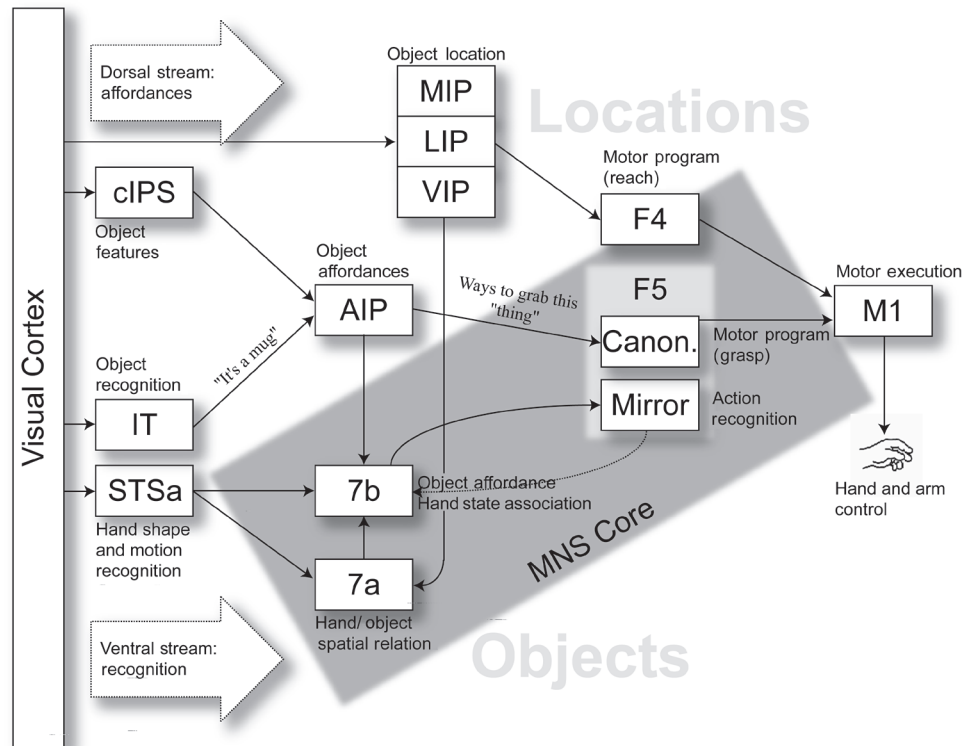 Visual Cortex
Dorsal stream:
affordances
Object location
MIP
LIP
VIP
Locations
Motor program
(reach)
F4
cIPS
Object
features
Object
affordances
AIP
Ways to grab this
"thing"
F5
Canon.
Motor program
(grasp)
Mirror
Action
recognition
Motor execution
M1
Hand and arm
control
"It's a mug"
Object
recognition
IT
STSa
Hand shape
and motion
recognition
7b
Object affordance
Hand state association
7a
Hand/object
spatial relation
MNS Core
Ventral stream:
recognition
Objects